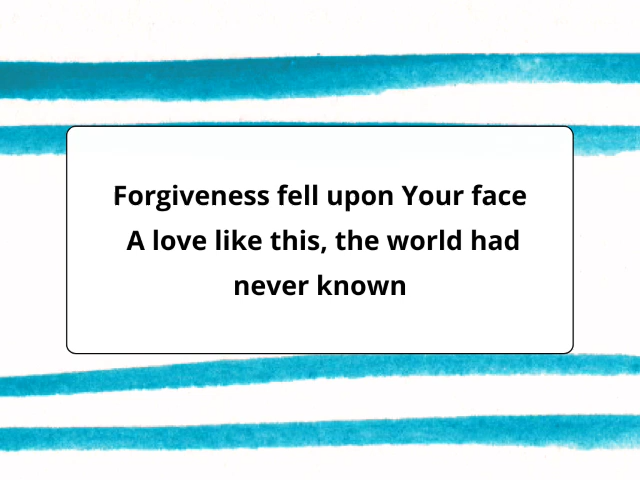 Forgiveness fell upon Your face
A love like this, the world had
never known